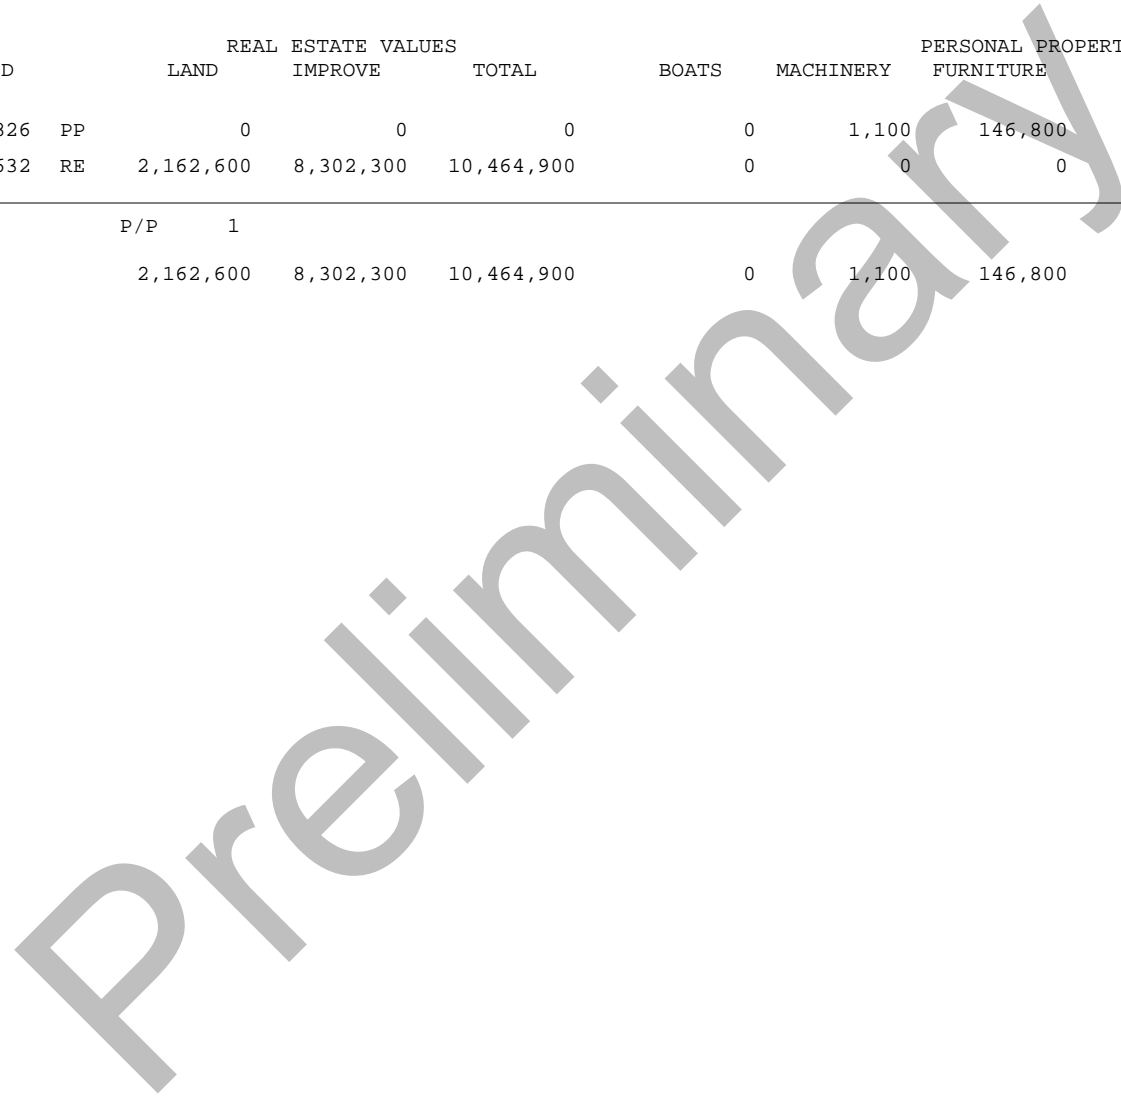 REAL ESTATE VALUES PERSONAL PROPERT
D LAND IMPROVE TOTAL BOATS MACHINERY FURNITURE
326 PP 0 0 0 0 1,100 146,800
532 RE 2,162,600 8,302,300 10,464,900 0 0 0
P/P 1
2,162,600 8,302,300 10,464,900 0 1,100 146,800
Preliminary